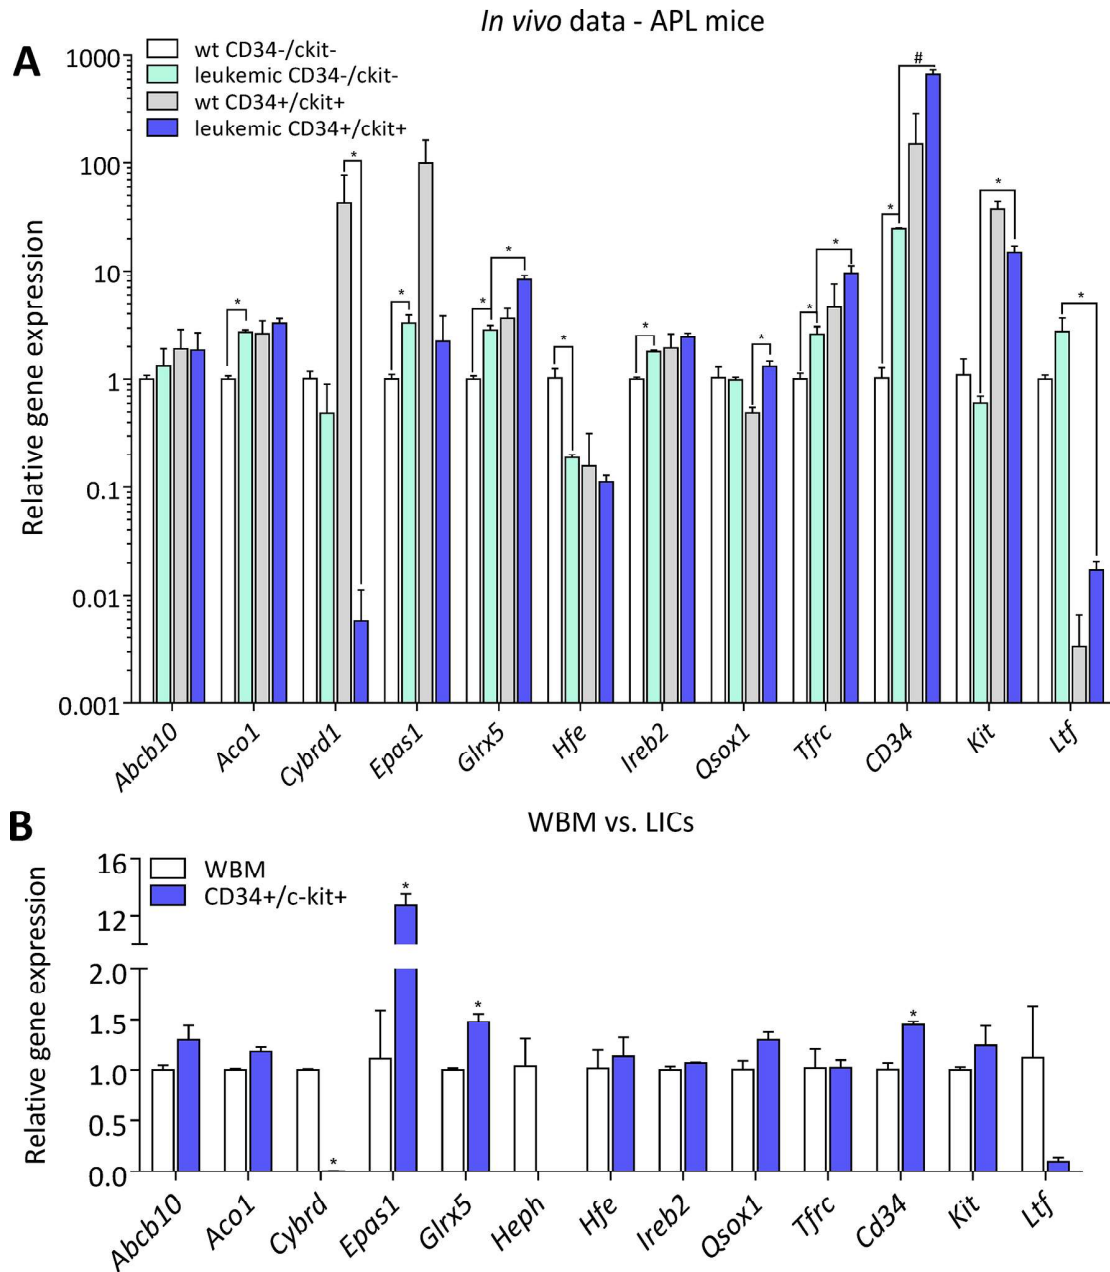 In vivo data - APL mice
A
wt CD34-/ckit-
leukemic CD34-/ckit-
wt CD34+/ckit+
leukemic CD34+/ckit+
Relative gene expression
1000
100
10
1
0.1
0.01
0.001
* * * * * * * * * * * * # * *
Abcb10 Aco1 Cybrd1 Epas1 Glrx5 Hfe Ireb2 Qsox1 Tfrc CD34 Kit Ltf
B
WBM vs. LICs
WBM
CD34+/c-kit+
Relative gene expression
16
12
2.0
1.5
1.0
0.5
0.0
* * * *
Abcb10 Aco1 Cybrd Epas1 Glrx5 Heph Hfe Ireb2 Qsox1 Tfrc Cd34 Kit Ltf